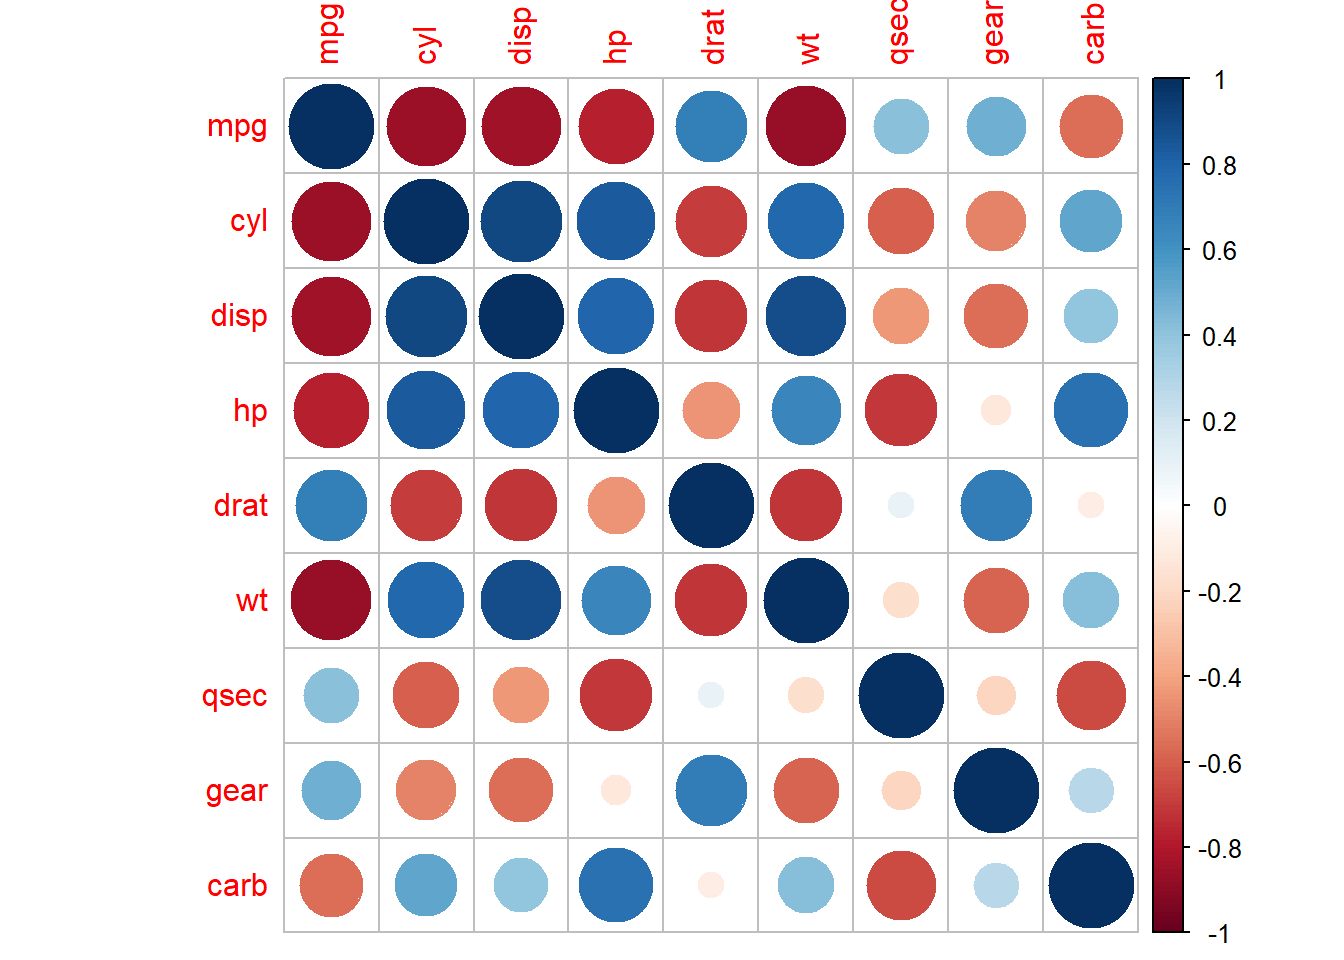 mpg cyl disp hp drat wt qsec gear carb
mpg
cyl
disp
hp
drat
wt
qsec
gear
carb
1
0.8
0.6
0.4
0.2
0
-0.2
-0.4
-0.6
-0.8
-1